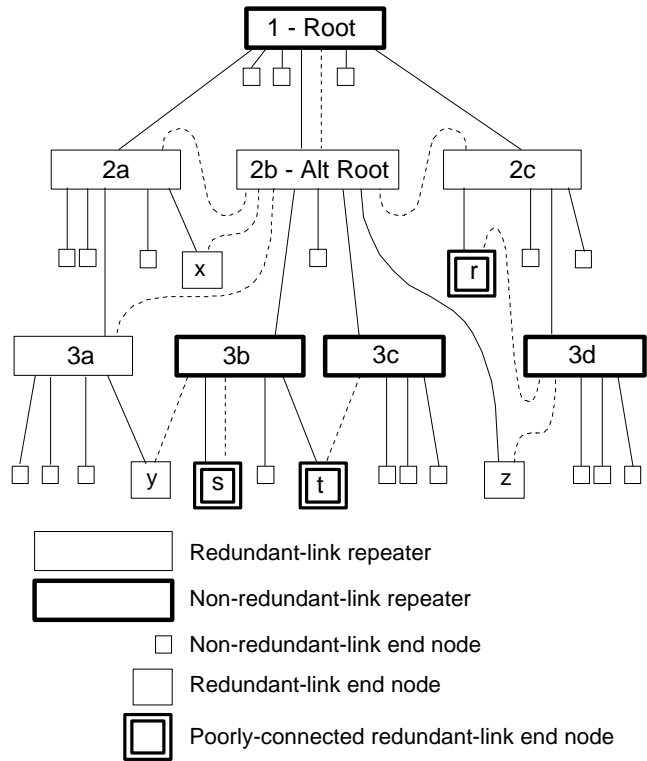 1 - Root
2a
2b - Alt Root
2c
x
r
3a
3b
3c
3d
y
s
t
z
Redundant-link repeater
Non-redundant-link repeater
Non-redundant-link end node
Redundant-link end node
Poorly-connected redundant-link end node